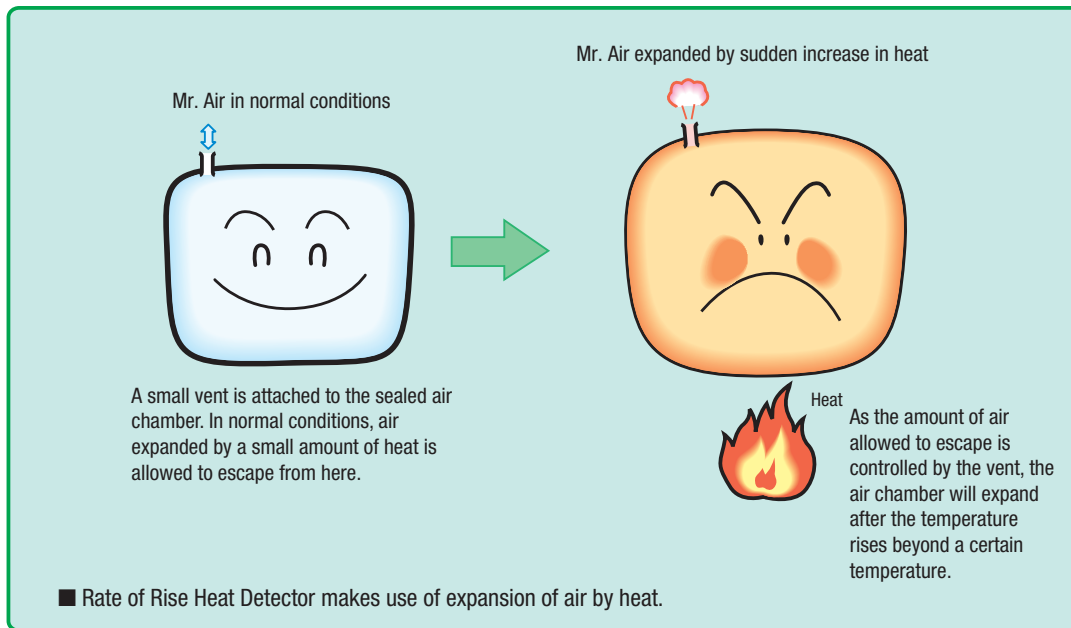 Mr. Air in normal conditions
A small vent is attached to the sealed air
chamber. In normal conditions, air
expanded by a small amount of heat is
allowed to escape from here.
Mr. Air expanded by sudden increase in heat
Heat
As the amount of air
allowed to escape is
controlled by the vent, the
air chamber will expand
after the temperature
rises beyond a certain
temperature.
■ Rate of Rise Heat Detector makes use of expansion of air by heat.